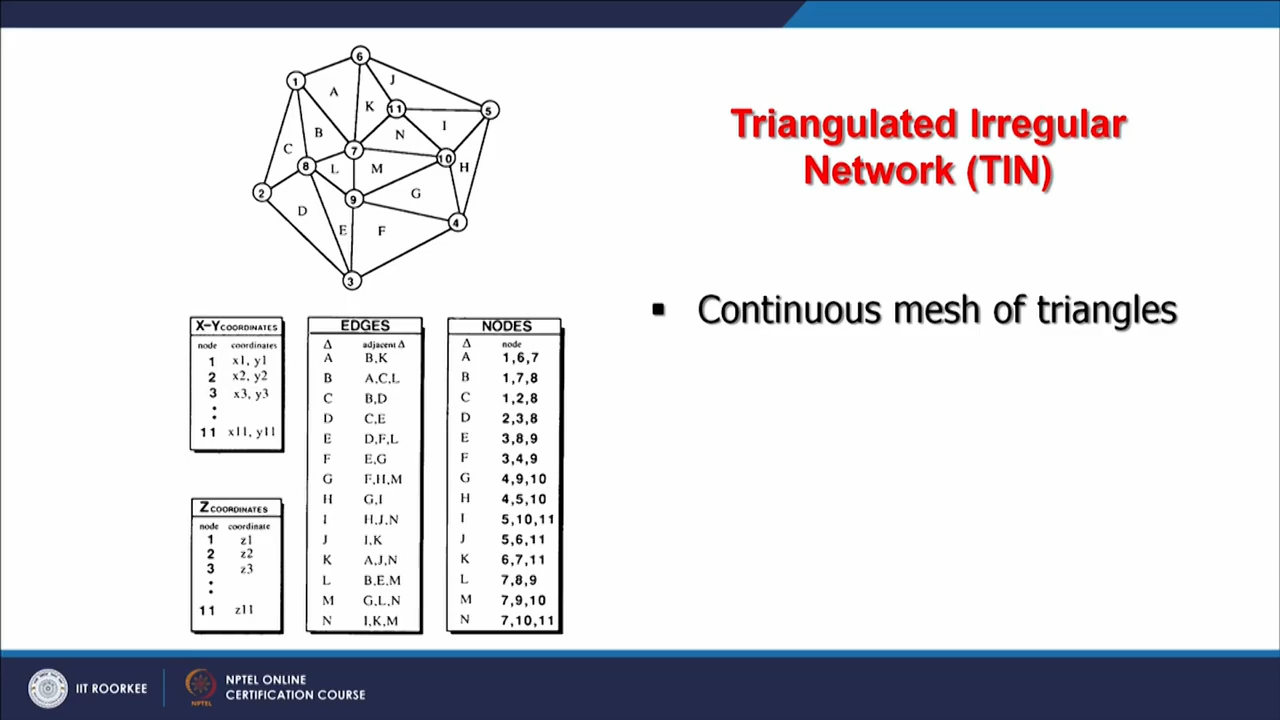 6
1
J
A
K
11
5
I
B
N
C
7
10
8
L
M
H
2
9
G
D
4
E
F
3
Triangulated Irregular
Network (TIN)
▪ Continuous mesh of triangles
X-Y COORDINATES
node coordinates
1 x1, y1
2 x2, y2
3 x3, y3
:
11 x11, y11
Z COORDINATES
node coordinate
1 z1
2 z2
3 z3
:
11 z11
EDGES
Δ adjacent Δ
A B,K
B A,C,L
C B,D
D C,E
E D,F,L
F E,G
G F,H,M
H G,I
I H,J,N
J I,K
K A,J,N
L B,E,M
M G,L,N
N I,K,M
NODES
Δ node
A 1,6,7
B 1,7,8
C 1,2,8
D 2,3,8
E 3,8,9
F 3,4,9
G 4,9,10
H 4,5,10
I 5,10,11
J 5,6,11
K 6,7,11
L 7,8,9
M 7,9,10
N 7,10,11
IIT ROORKEE
NPTEL
NPTEL ONLINE
CERTIFICATION COURSE